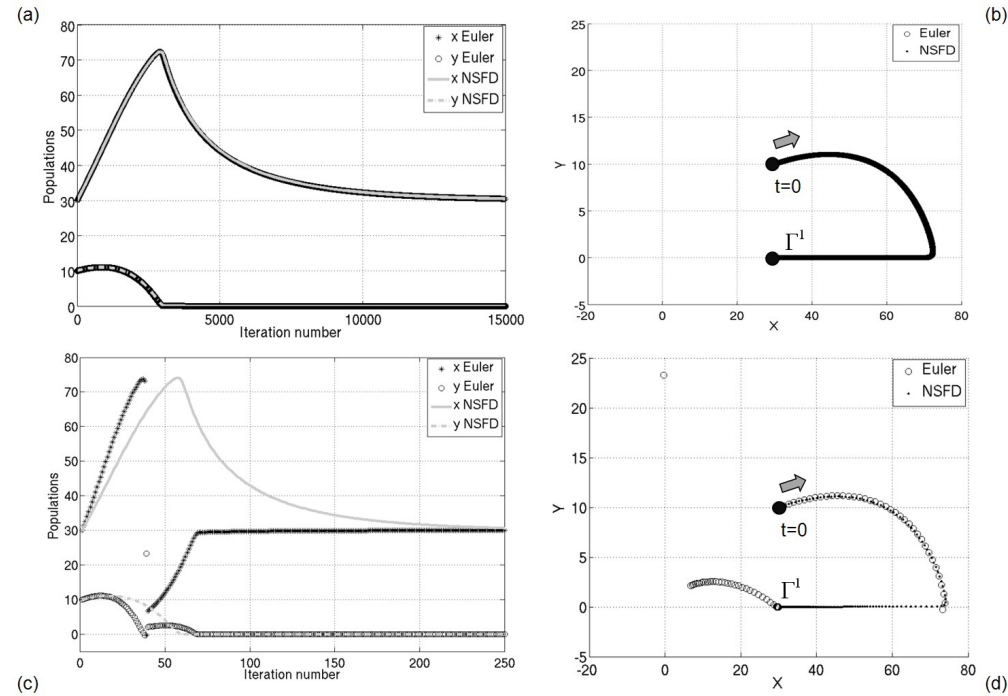 (a)
80
70
60
50
40
30
20
10
0
Populations
0 5000 10000 15000
Iteration number
x Euler
y Euler
x NSFD
y NSFD
(b)
25
20
15
10
5
0
-5
Y
-20 0 20 40 60 80
X
Euler
NSFD
t=0
Γ¹
(c)
80
70
60
50
40
30
20
10
0
Populations
0 50 100 150 200 250
Iteration number
x Euler
y Euler
x NSFD
y NSFD
(d)
25
20
15
10
5
0
-5
Y
-20 0 20 40 60 80
X
Euler
NSFD
t=0
Γ¹